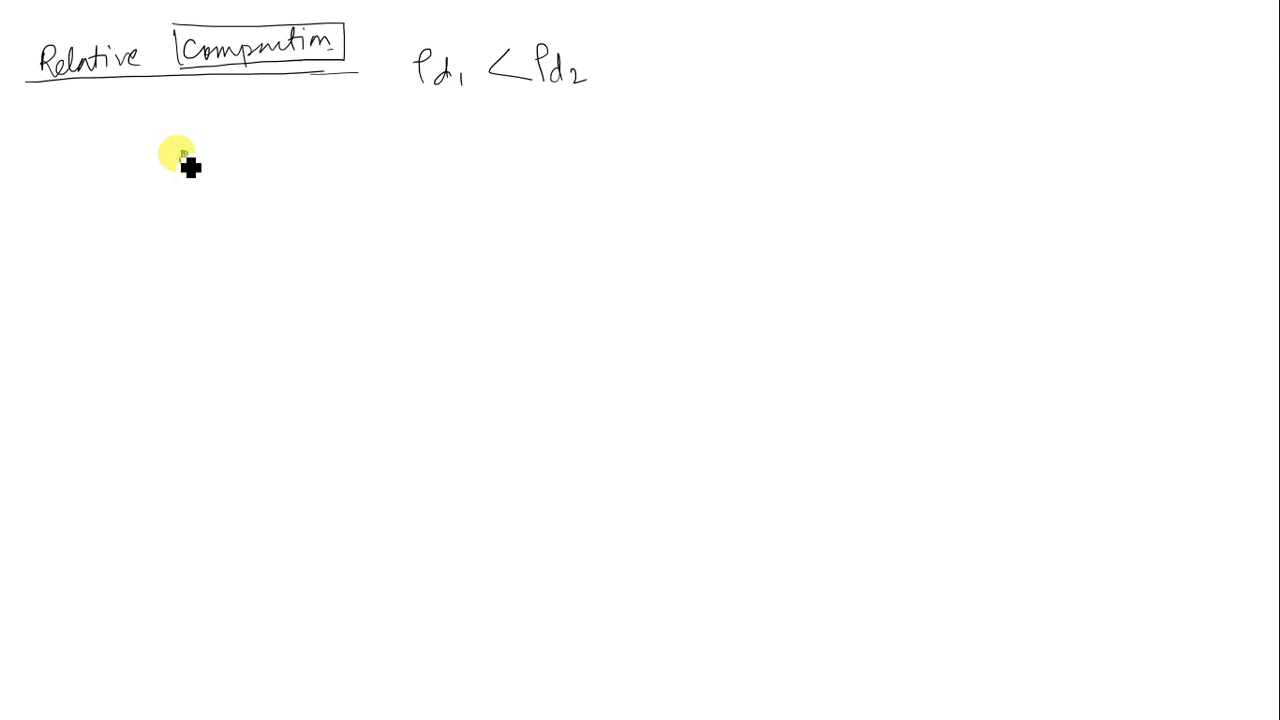 Relative Compaction
ρd1 < ρd2